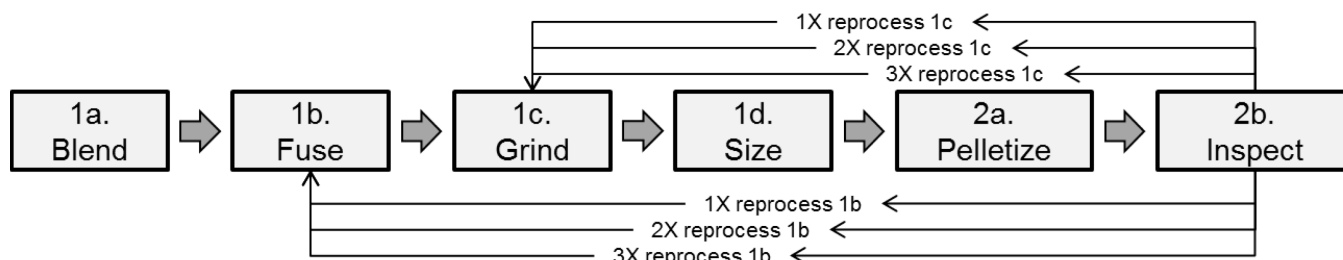 1X reprocess 1c
2X reprocess 1c
3X reprocess 1c
1a.
Blend
1b.
Fuse
1c.
Grind
1d.
Size
2a.
Pelletize
2b.
Inspect
1X reprocess 1b
2X reprocess 1b
3X reprocess 1b